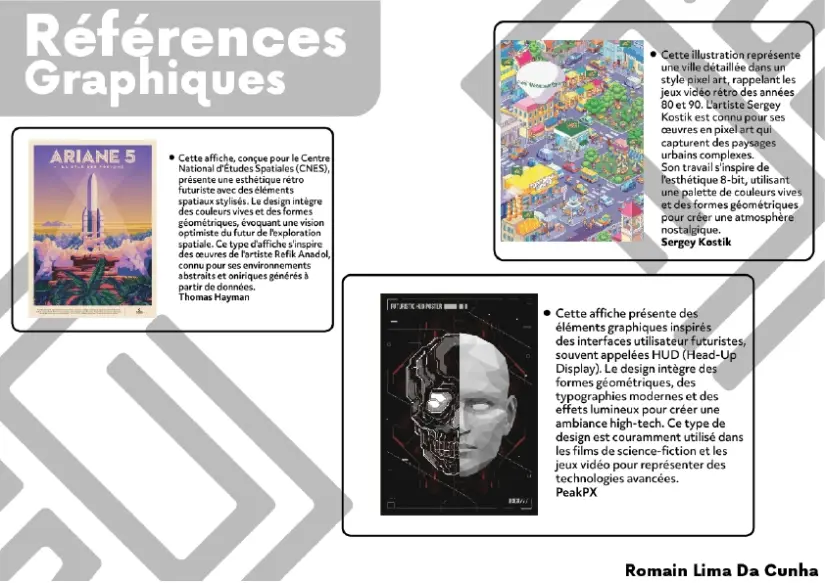 Références
Graphiques
ARIANE 5
Cette affiche, conçue pour le Centre
National d'Études Spatiales (CNES),
présente une esthétique rétro
futuriste avec des éléments
spatiaux stylisés. Le design intègre
des couleurs vives et des formes
géométriques, évoquant une vision
optimiste du futur de l'exploration
spatiale. Ce type d'affiche s'inspire
des œuvres de l'artiste Refik Anadol,
connu pour ses environnements
abstraits et oniriques générés à
partir de données.
Thomas Hayman
Cette illustration représente
une ville détaillée dans un
style pixel art, rappelant les
jeux vidéo rétro des années
80 et 90. L'artiste Sergey
Kostik est connu pour ses
œuvres en pixel art qui
capturent des paysages
urbains complexes.
Son travail s'inspire de
l'esthétique 8-bit, utilisant
une palette de couleurs vives
et des formes géométriques
pour créer une atmosphère
nostalgique.
Sergey Kostik
FUTURISTIC HUD POSTER
Cette affiche présente des
éléments graphiques inspirés
des interfaces utilisateur futuristes,
souvent appelées HUD (Head-Up
Display). Le design intègre des
formes géométriques, des
typographies modernes et des
effets lumineux pour créer une
ambiance high-tech. Ce type de
design est couramment utilisé dans
les films de science-fiction et les
jeux vidéo pour représenter des
technologies avancées.
PeakPX
Romain Lima Da Cunha